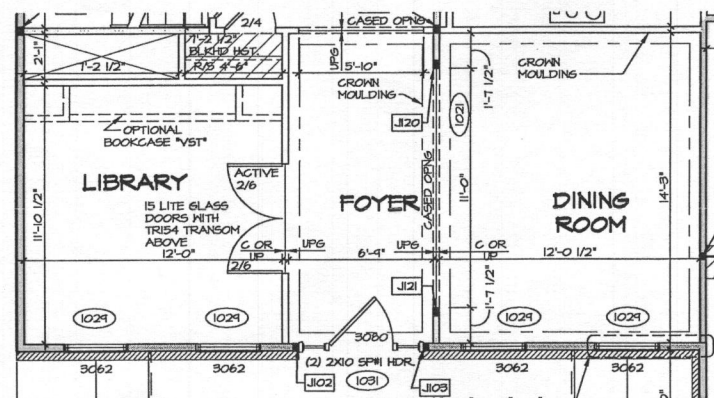 2/4
CASED OPNG
1'-2 1/2"
BLKHD HGT.
2'-1"
1'-2 1/2"
R/S 4'-6"
UPG
5'-10"
CROWN
MOULDING
CROWN
MOULDING
1'-7 1/2"
J120
1021
OPTIONAL
BOOKCASE "VST"
LIBRARY
ACTIVE
2/6
15 LITE GLASS
DOORS WITH
TR154 TRANSOM
ABOVE
11'-10 1/2"
12'-0"
FOYER
CASED OPNG
11'-0"
DINING
ROOM
14'-3"
C OR
UP
UPG
6'-4"
UPG
C OR
UP
12'-0 1/2"
2/6
J121
1'-7 1/2"
1029
1029
1029
1029
3080
3062
3062
(2) 2X10 SP#1 HDR
3062
3062
J102
1031
J103